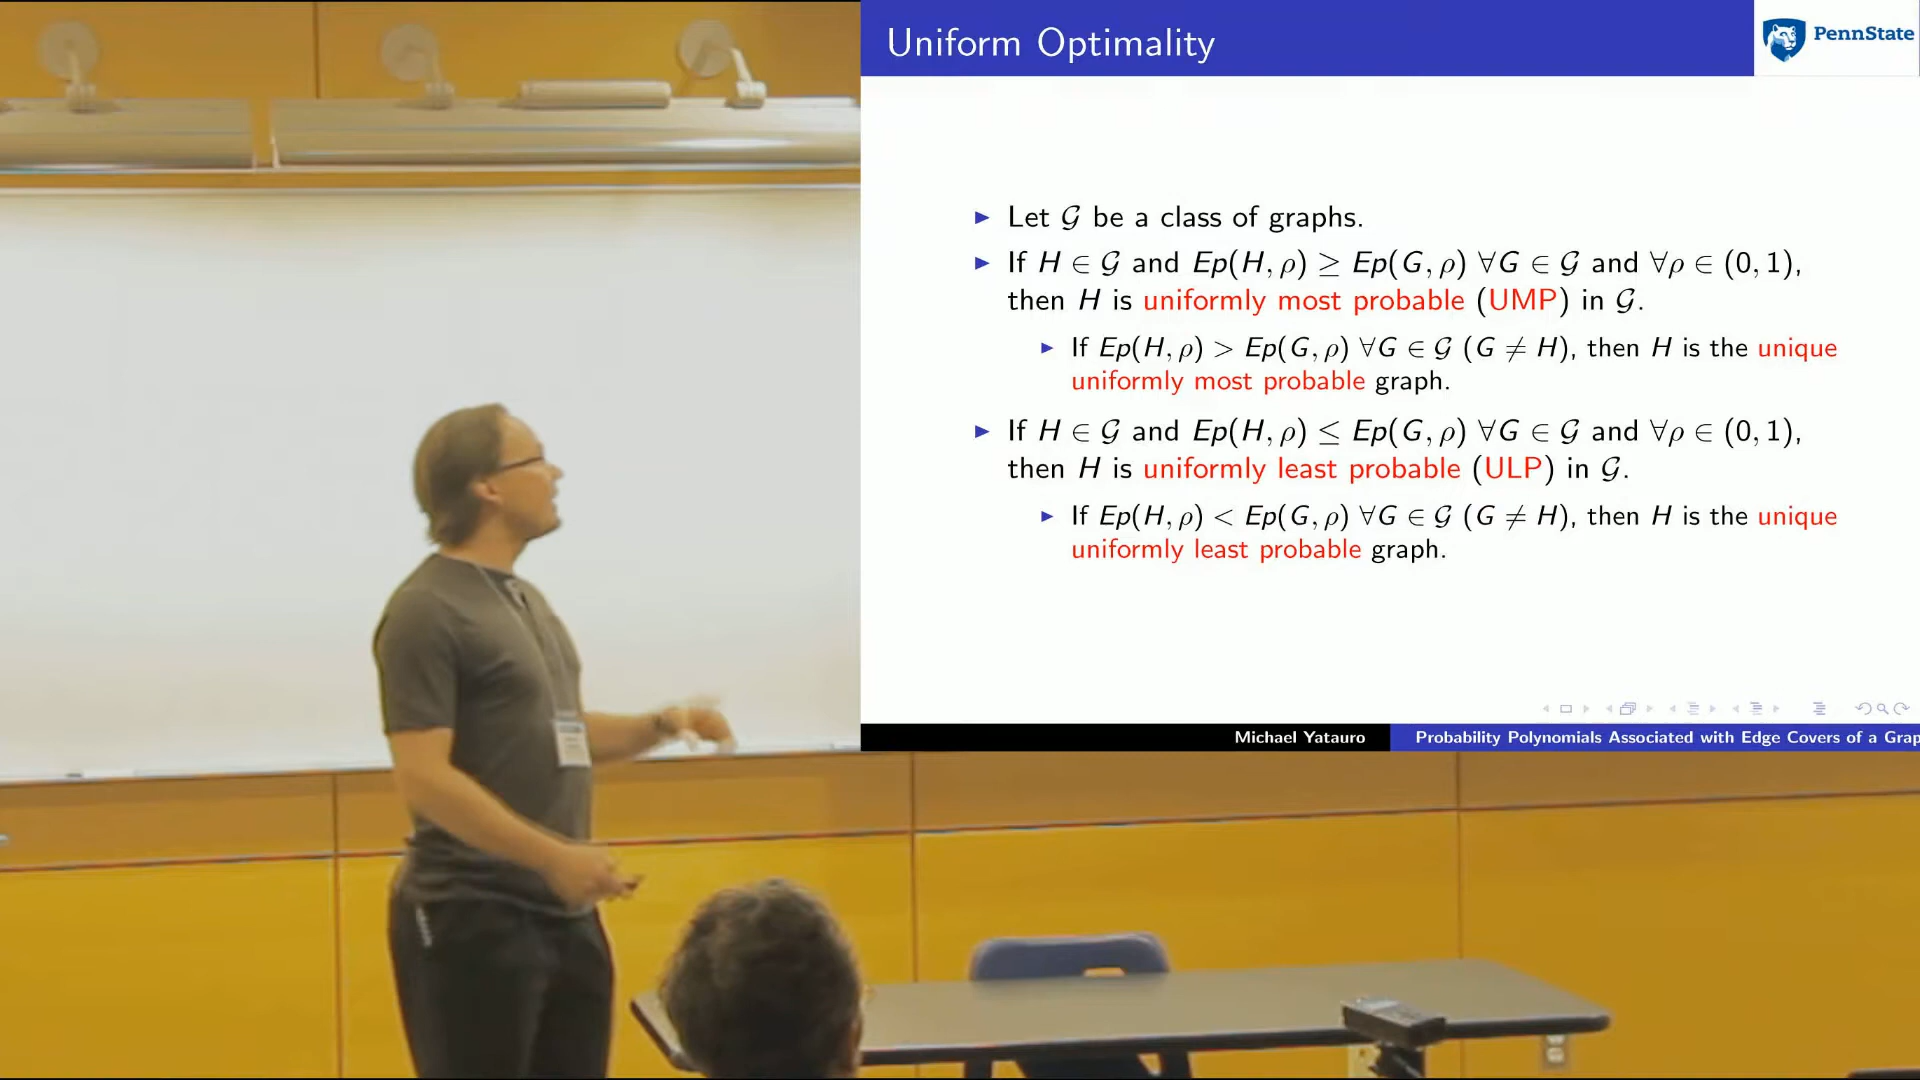 Uniform Optimality
PennState
Let 𝒢 be a class of graphs.
If H ∈ 𝒢 and Ep(H, ρ) ≥ Ep(G, ρ) ∀G ∈ 𝒢 and ∀ρ ∈ (0, 1),
then H is uniformly most probable (UMP) in 𝒢.
If Ep(H, ρ) > Ep(G, ρ) ∀G ∈ 𝒢 (G ≠ H), then H is the unique
uniformly most probable graph.
If H ∈ 𝒢 and Ep(H, ρ) ≤ Ep(G, ρ) ∀G ∈ 𝒢 and ∀ρ ∈ (0, 1),
then H is uniformly least probable (ULP) in 𝒢.
If Ep(H, ρ) < Ep(G, ρ) ∀G ∈ 𝒢 (G ≠ H), then H is the unique
uniformly least probable graph.
Michael Yatauro
Probability Polynomials Associated with Edge Covers of a Grap